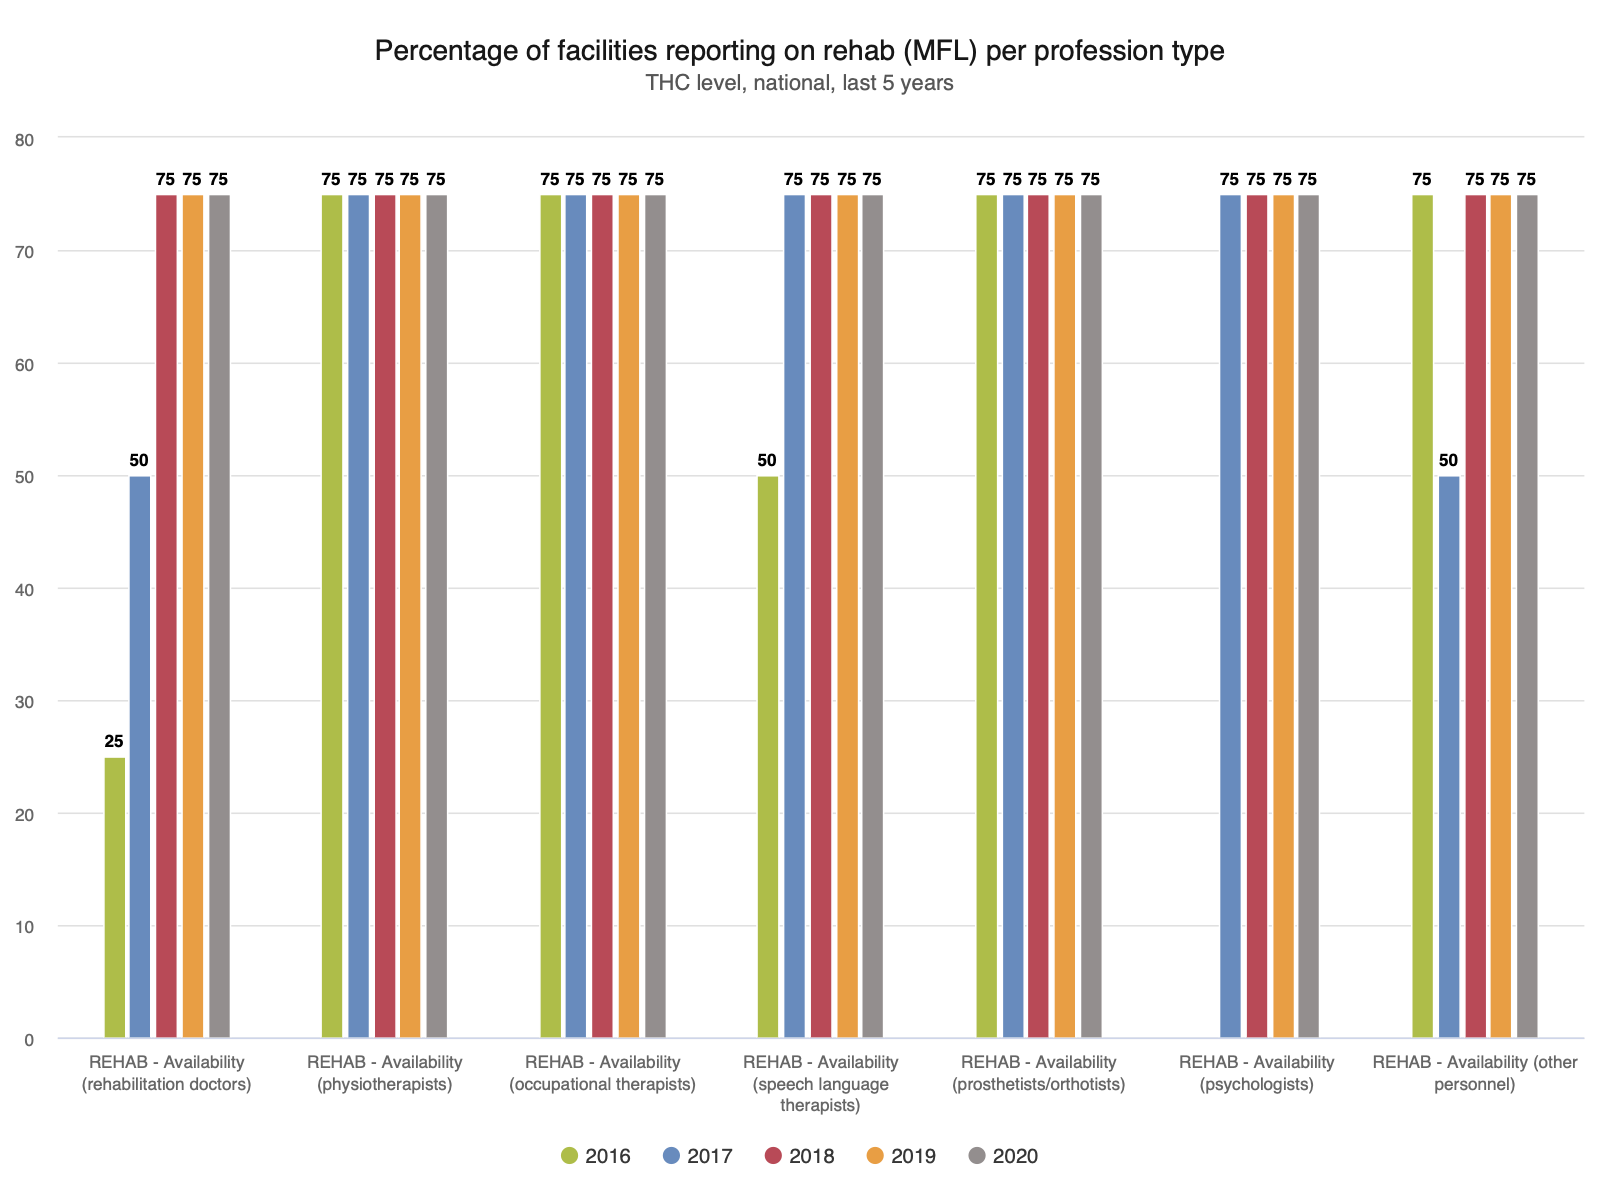 Percentage of facilities reporting on rehab (MFL) per profession type
THC level, national, last 5 years
80
70
60
50
40
30
20
10
0
25 50 75 75 75
75 75 75 75 75
75 75 75 75 75
50 75 75 75 75
75 75 75 75 75
75 75 75 75
75 50 75 75 75
REHAB - Availability
(rehabilitation doctors)
REHAB - Availability
(physiotherapists)
REHAB - Availability
(occupational therapists)
REHAB - Availability
(speech language
therapists)
REHAB - Availability
(prosthetists/orthotists)
REHAB - Availability
(psychologists)
REHAB - Availability (other
personnel)
2016 2017 2018 2019 2020